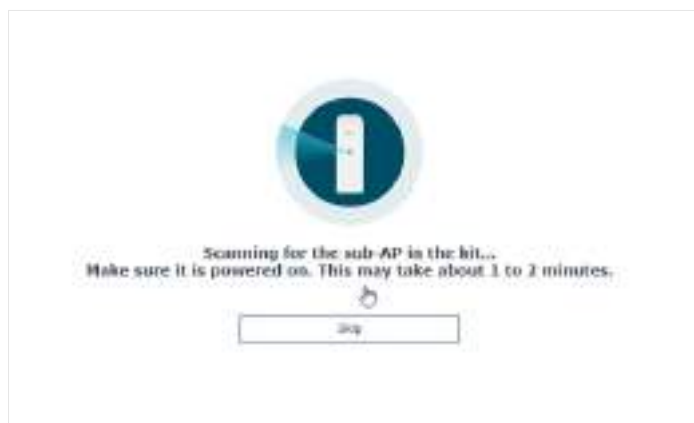 Scanning for the sub-AP in the kit...
Make sure it is powered on. This may take about 1 to 2 minutes.
Skip